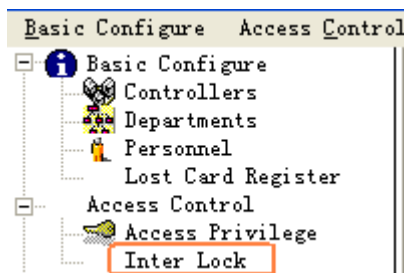 Basic Configure Access Control
Basic Configure
Controllers
Departments
Personnel
Lost Card Register
Access Control
Access Privilege
Inter Lock